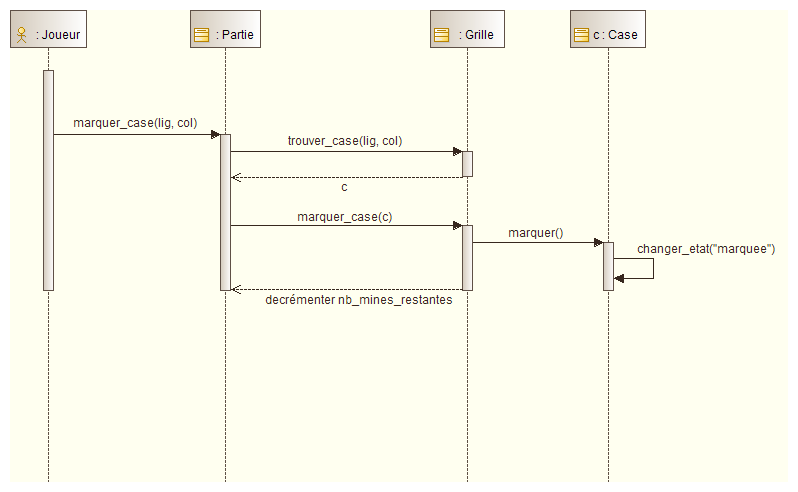 : Joueur
: Partie
: Grille
c : Case
marquer_case(lig, col)
trouver_case(lig, col)
c
marquer_case(c)
marquer()
changer_etat("marquee")
decrémenter nb_mines_restantes